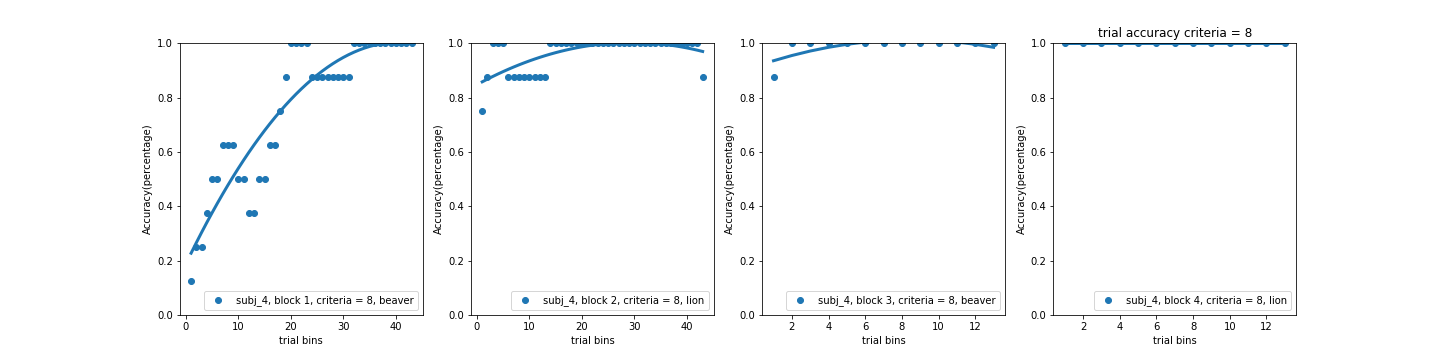 trial accuracy criteria = 8
1.0
0.8
0.6
0.4
0.2
0.0
Accuracy(percentage)
subj_4, block 1, criteria = 8, beaver
0 10 20 30 40
trial bins
1.0
0.8
0.6
0.4
0.2
0.0
Accuracy(percentage)
subj_4, block 2, criteria = 8, lion
0 10 20 30 40
trial bins
1.0
0.8
0.6
0.4
0.2
0.0
Accuracy(percentage)
subj_4, block 3, criteria = 8, beaver
2 4 6 8 10 12
trial bins
1.0
0.8
0.6
0.4
0.2
0.0
Accuracy(percentage)
subj_4, block 4, criteria = 8, lion
2 4 6 8 10 12
trial bins